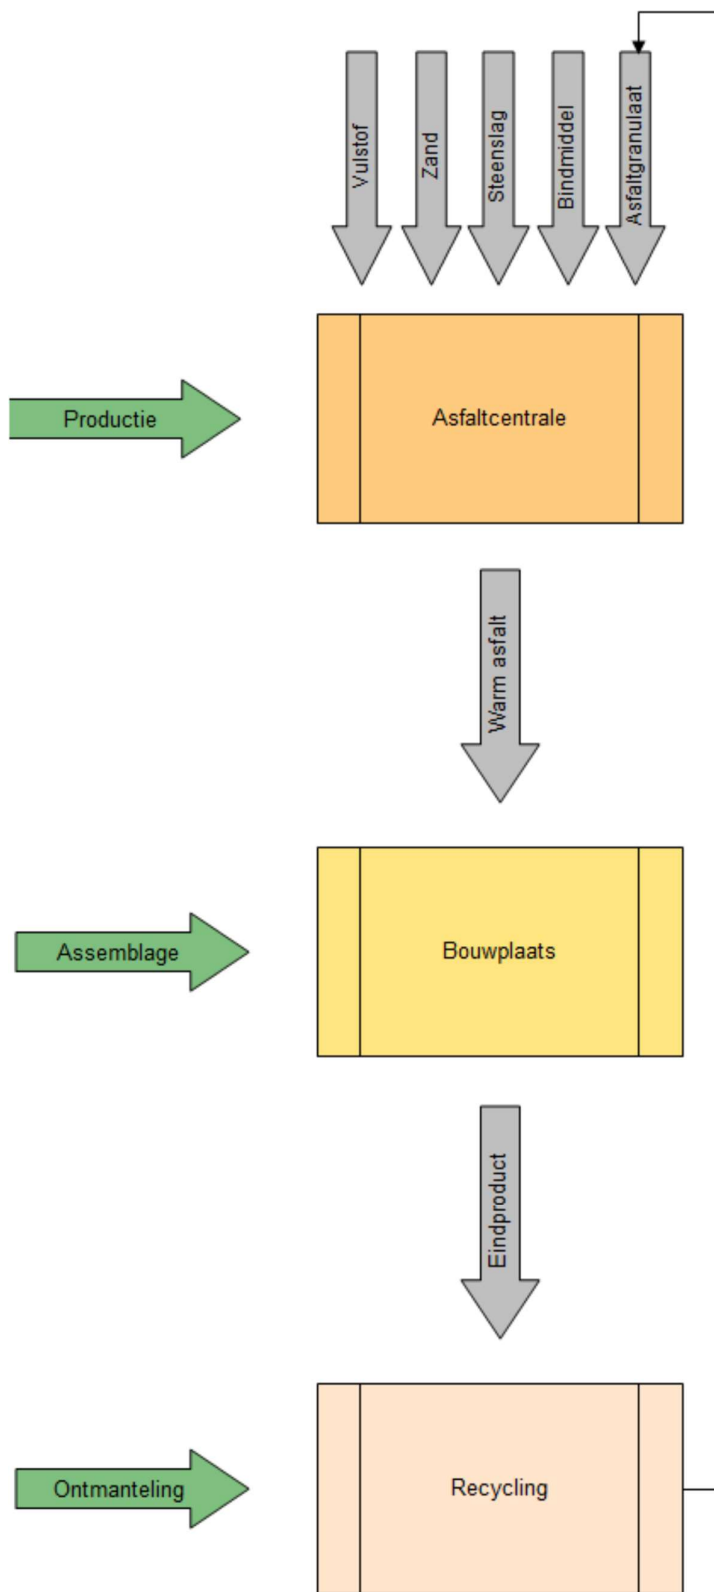 Vulstof
Zand
Steenslag
Bindmiddel
Asfaltgranulaat
Productie
Asfaltcentrale
Warm asfalt
Assemblage
Bouwplaats
Eindproduct
Ontmanteling
Recycling